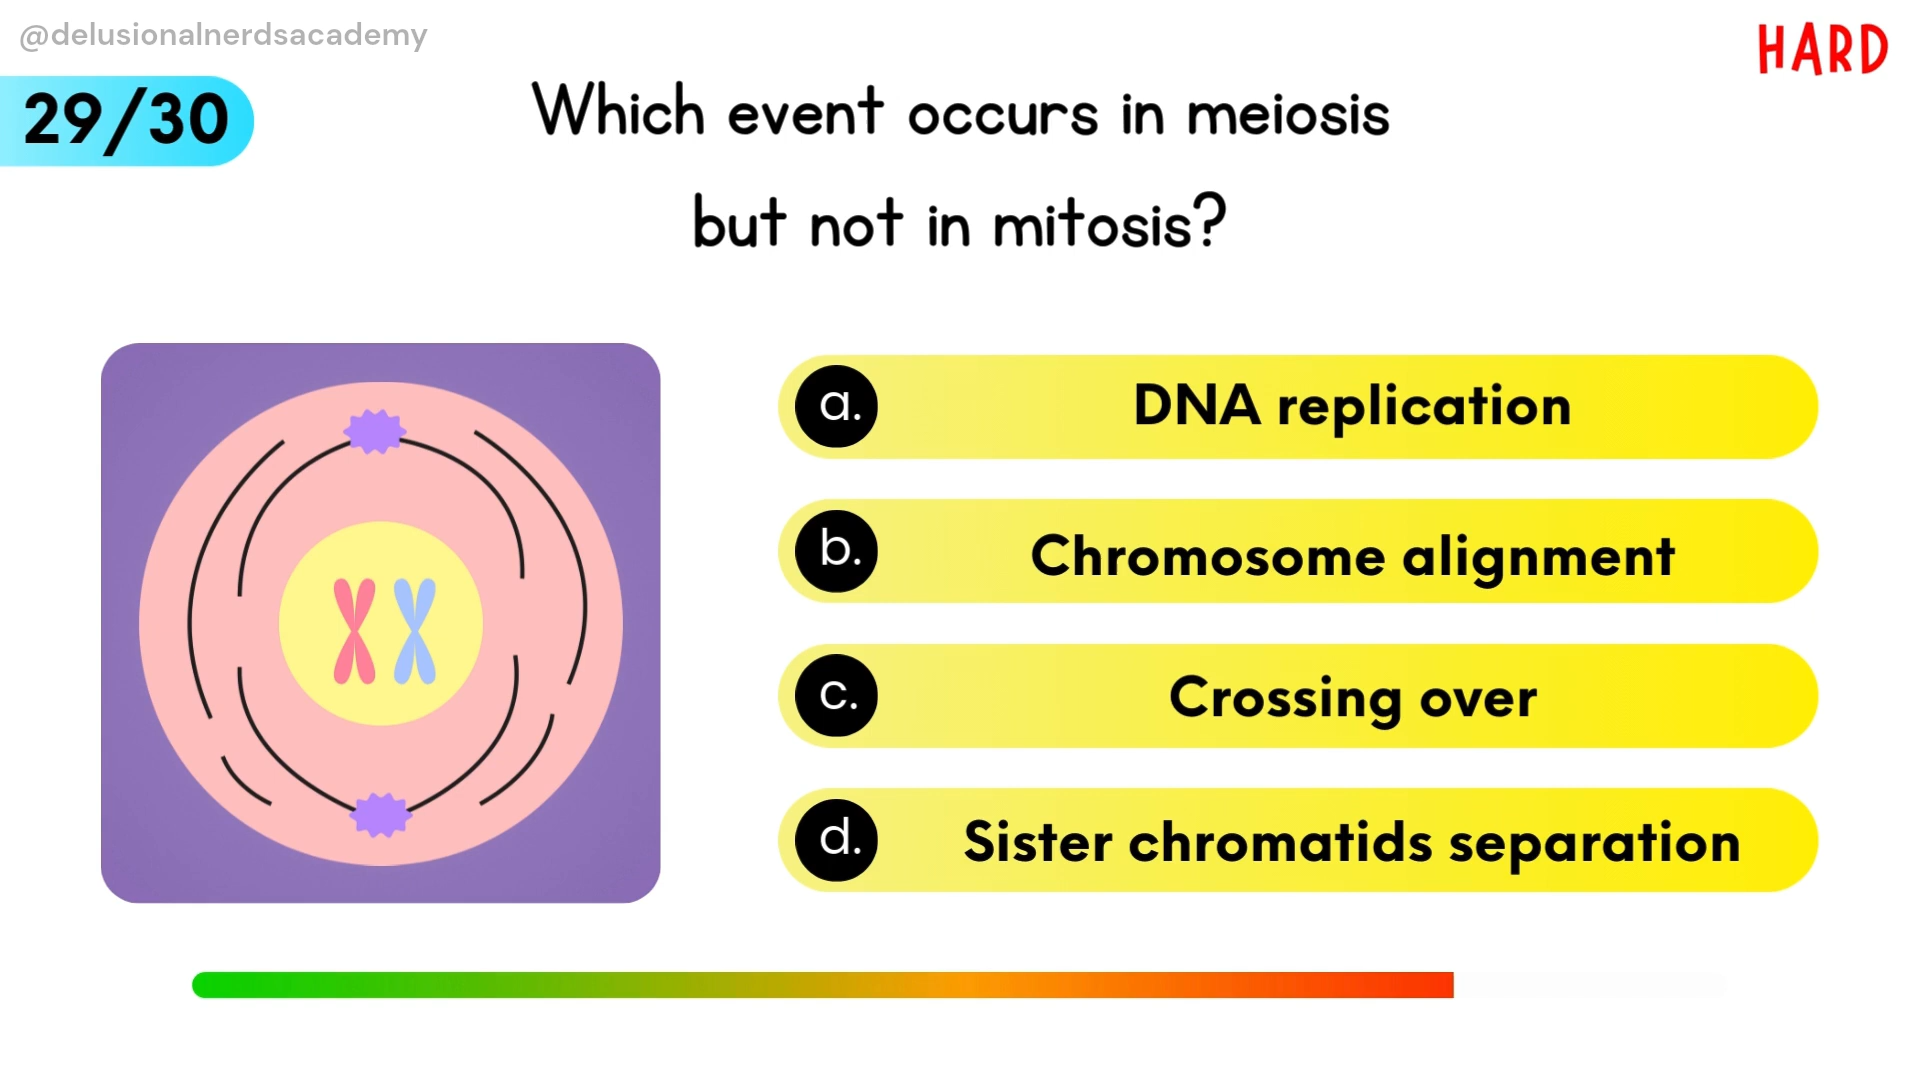 @delusionalnerdsacademy
HARD
29/30
Which event occurs in meiosis
but not in mitosis?
a. DNA replication
b. Chromosome alignment
c. Crossing over
d. Sister chromatids separation